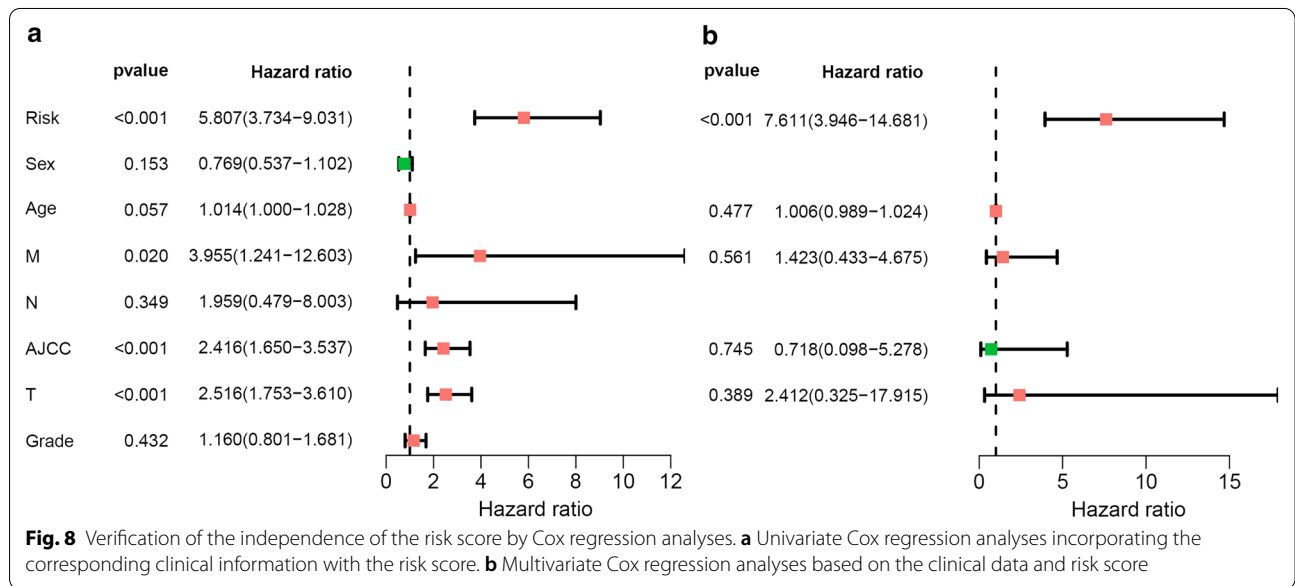 a
b
pvalue Hazard ratio
pvalue Hazard ratio
Risk <0.001 5.807(3.734−9.031)
<0.001 7.611(3.946−14.681)
Sex 0.153 0.769(0.537−1.102)
Age 0.057 1.014(1.000−1.028)
0.477 1.006(0.989−1.024)
M 0.020 3.955(1.241−12.603)
0.561 1.423(0.433−4.675)
N 0.349 1.959(0.479−8.003)
AJCC <0.001 2.416(1.650−3.537)
0.745 0.718(0.098−5.278)
T <0.001 2.516(1.753−3.610)
0.389 2.412(0.325−17.915)
Grade 0.432 1.160(0.801−1.681)
0 2 4 6 8 10 12
0 5 10 15
Hazard ratio
Hazard ratio
Fig. 8 Verification of the independence of the risk score by Cox regression analyses. a Univariate Cox regression analyses incorporating the
corresponding clinical information with the risk score. b Multivariate Cox regression analyses based on the clinical data and risk score